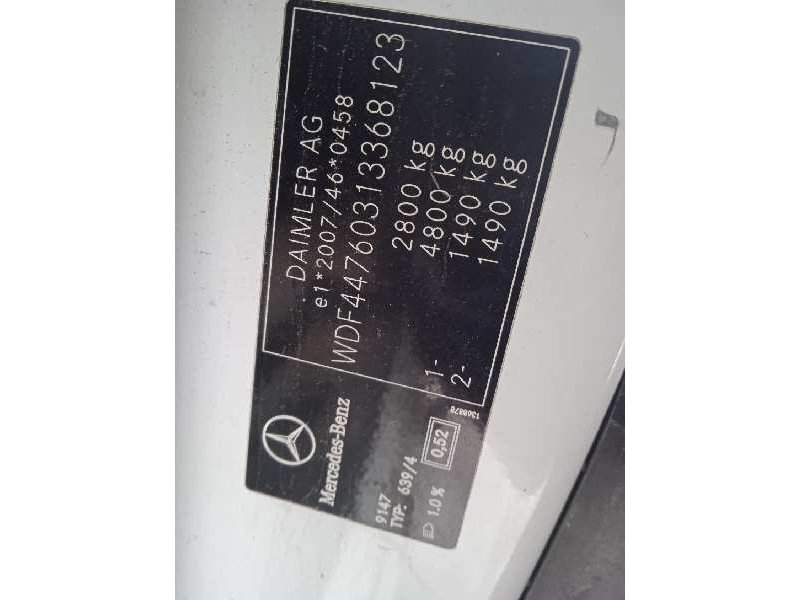 DAIMLER AG
e1*2007/46*0458
WDF44760313368123
2800 kg
4800 kg
1- 1490 kg
2- 1490 kg
Mercedes-Benz
9147
TYP: 639/4
1.0%
0,52
1368878